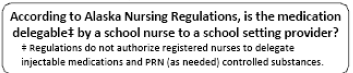 According to Alaska Nursing Regulations, is the medication
delegable‡ by a school nurse to a school setting provider?
‡ Regulations do not authorize registered nurses to delegate
injectable medications and PRN (as needed) controlled substances.